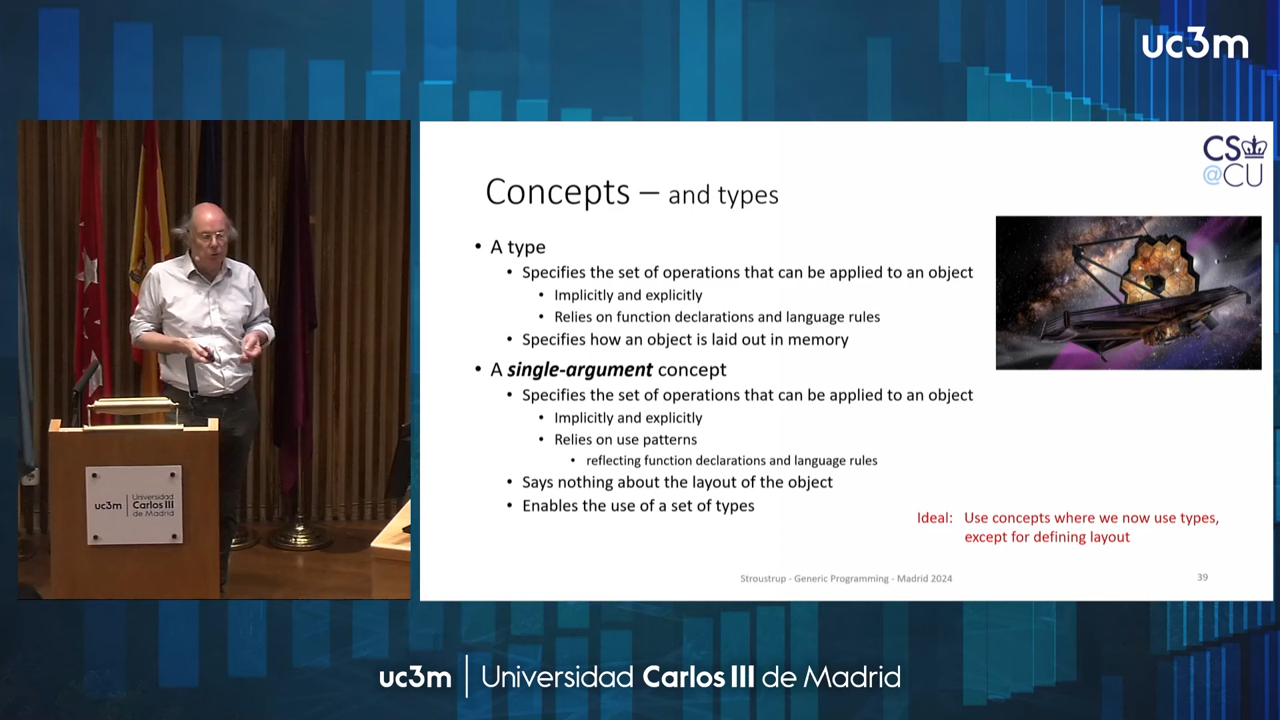 uc3m
CS
@CU
Concepts – and types
• A type
• Specifies the set of operations that can be applied to an object
• Implicitly and explicitly
• Relies on function declarations and language rules
• Specifies how an object is laid out in memory
• A single-argument concept
• Specifies the set of operations that can be applied to an object
• Implicitly and explicitly
• Relies on use patterns
• reflecting function declarations and language rules
• Says nothing about the layout of the object
• Enables the use of a set of types
Ideal: Use concepts where we now use types,
except for defining layout
Stroustrup - Generic Programming - Madrid 2024
39
uc3m
Universidad
Carlos III
de Madrid
uc3m | Universidad Carlos III de Madrid